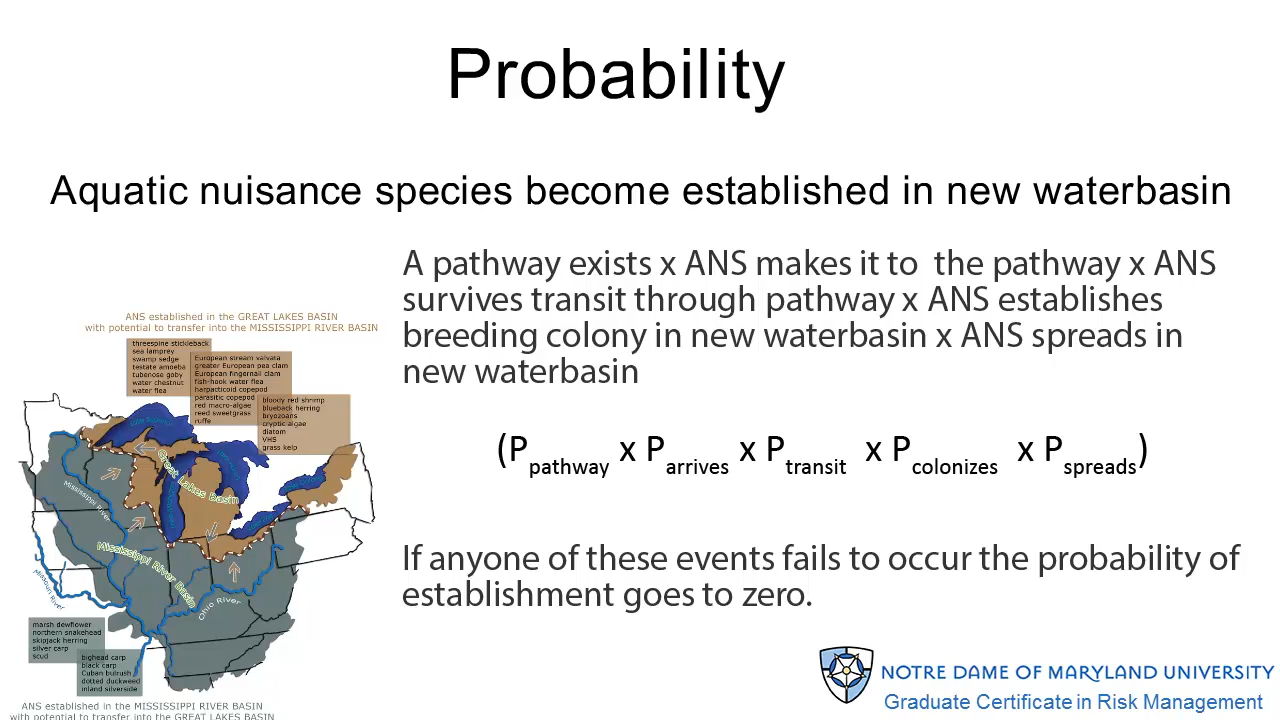 Probability
Aquatic nuisance species become established in new waterbasin
A pathway exists x ANS makes it to the pathway x ANS
survives transit through pathway x ANS establishes
breeding colony in new waterbasin x ANS spreads in
new waterbasin
(Ppathway x Parrives x Ptransit x Pcolonizes x Pspreads)
If anyone of these events fails to occur the probability of
establishment goes to zero.
ANS established in the GREAT LAKES BASIN
with potential to transfer into the MISSISSIPPI RIVER BASIN
threespine stickleback
sea lamprey
swamp sedge
testate amoeba
tubenose goby
water chestnut
water flea
European stream valvata
greater European pea clam
European fingernail clam
fish-hook water flea
harpacticoid copepod
parasitic copepod
red macro-algae
reed sweetgrass
ruffe
bloody red shrimp
blueback herring
bryozoans
cryptic algae
diatom
VHS
grass kelp
Great Lakes Basin
Mississippi River
Mississippi River Basin
Missouri River
Ohio River
marsh dewflower
northern snakehead
skipjack herring
silver carp
scud
bighead carp
black carp
Cuban bulrush
dotted duckweed
inland silverside
ANS established in the MISSISSIPPI RIVER BASIN
with potential to transfer into the GREAT LAKES BASIN
NOTRE DAME OF MARYLAND UNIVERSITY
Graduate Certificate in Risk Management